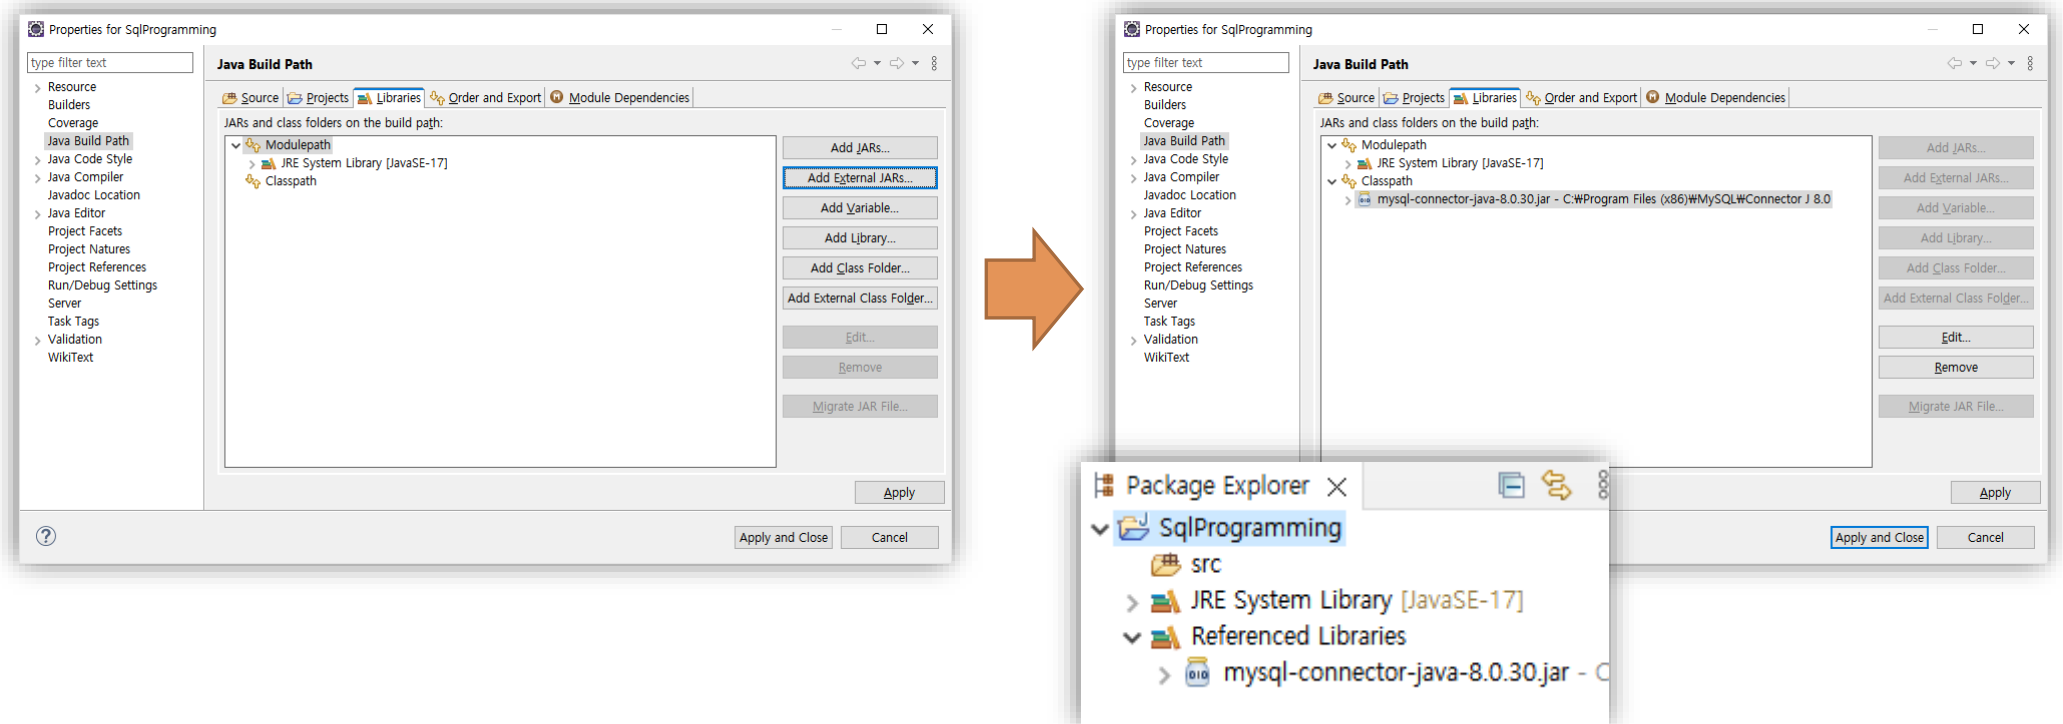 Properties for SqlProgramming
type filter text
Resource
Builders
Coverage
Java Build Path
Java Code Style
Java Compiler
Javadoc Location
Java Editor
Project Facets
Project Natures
Project References
Run/Debug Settings
Server
Task Tags
Validation
WikiText
Java Build Path
Source Projects Libraries Order and Export Module Dependencies
JARs and class folders on the build path:
Modulepath
JRE System Library [JavaSE-17]
Classpath
Add JARs...
Add External JARs...
Add Variable...
Add Library...
Add Class Folder...
Add External Class Folder...
Edit...
Remove
Migrate JAR File...
Apply
Apply and Close Cancel
Properties for SqlProgramming
type filter text
Resource
Builders
Coverage
Java Build Path
Java Code Style
Java Compiler
Javadoc Location
Java Editor
Project Facets
Project Natures
Project References
Run/Debug Settings
Server
Task Tags
Validation
WikiText
Java Build Path
Source Projects Libraries Order and Export Module Dependencies
JARs and class folders on the build path:
Modulepath
JRE System Library [JavaSE-17]
Classpath
mysql-connector-java-8.0.30.jar - C:₩Program Files (x86)₩MySQL₩Connector J 8.0
Add JARs...
Add External JARs...
Add Variable...
Add Library...
Add Class Folder...
Add External Class Folder...
Edit...
Remove
Migrate JAR File...
Apply
Apply and Close Cancel
Package Explorer
SqlProgramming
src
JRE System Library [JavaSE-17]
Referenced Libraries
mysql-connector-java-8.0.30.jar - C